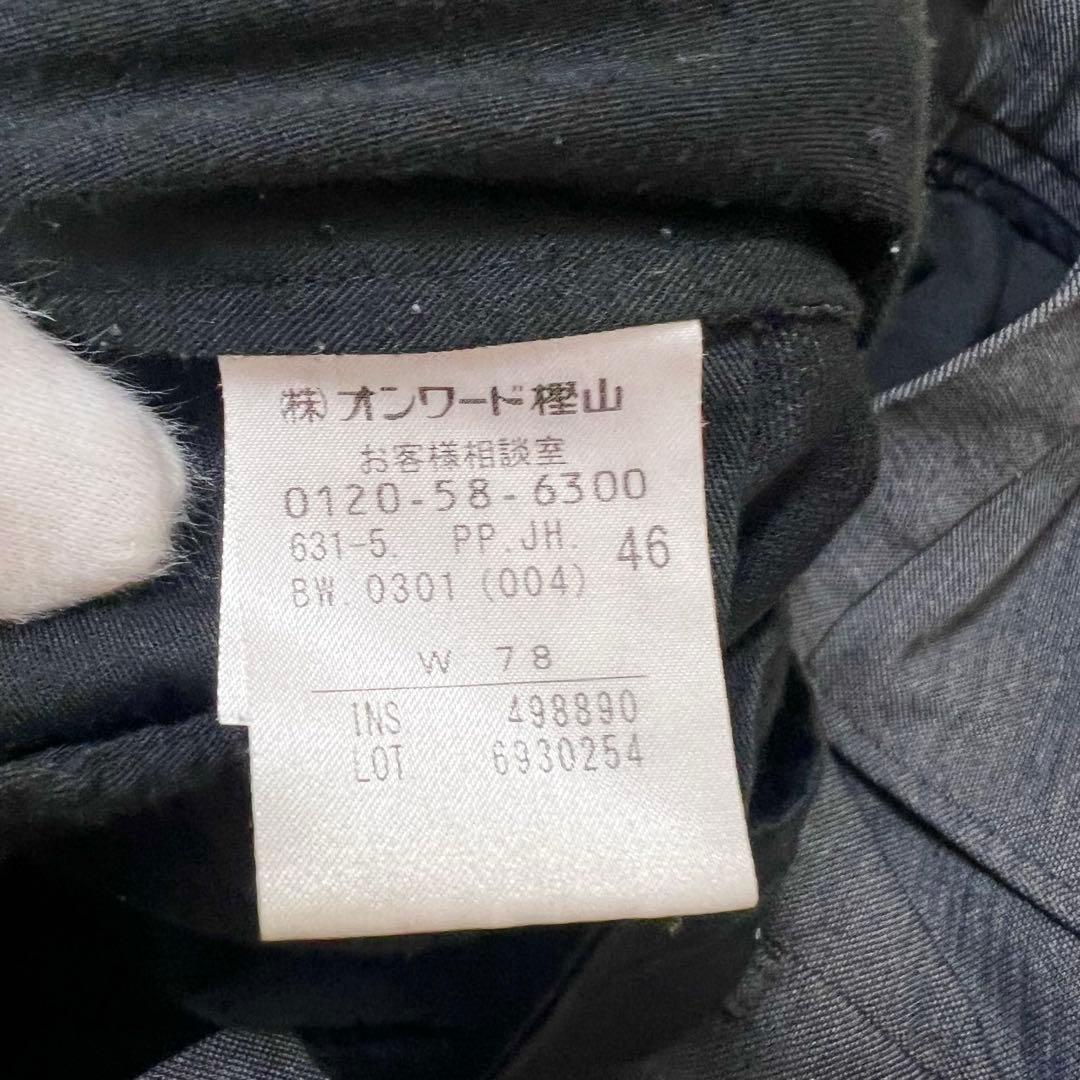 ㈱オンワード樫山
お客様相談室
0120-58-6300
631-5. PP.JH. 46
BW. 0301 (004)
W 78
INS 498890
LOT 6930254